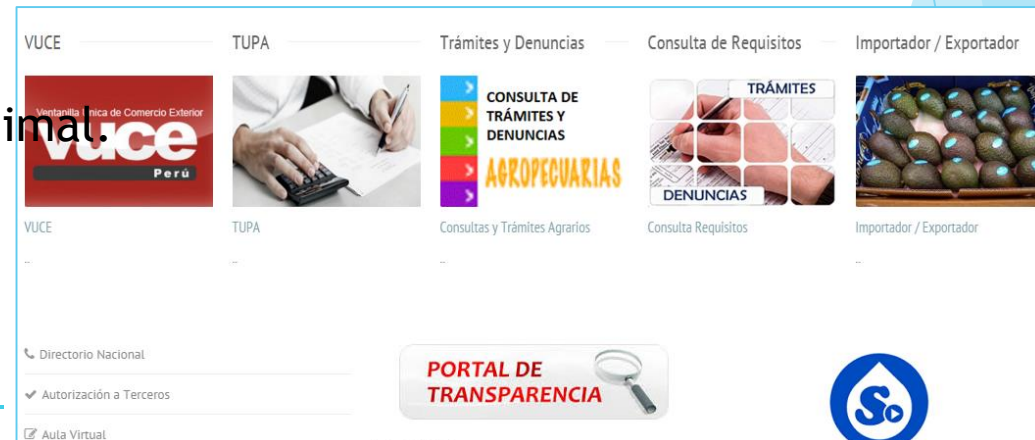 VUCE
TUPA
Trámites y Denuncias
Consulta de Requisitos
Importador / Exportador
imal.
Ventanilla Única de Comercio Exterior
vuce
Perú
CONSULTA DE
TRÁMITES Y
DENUNCIAS
AGROPECUARIAS
TRÁMITES
DENUNCIAS
VUCE
TUPA
Consultas y Trámites Agrarios
Consulta Requisitos
Importador / Exportador
Directorio Nacional
Autorización a Terceros
Aula Virtual
PORTAL DE
TRANSPARENCIA